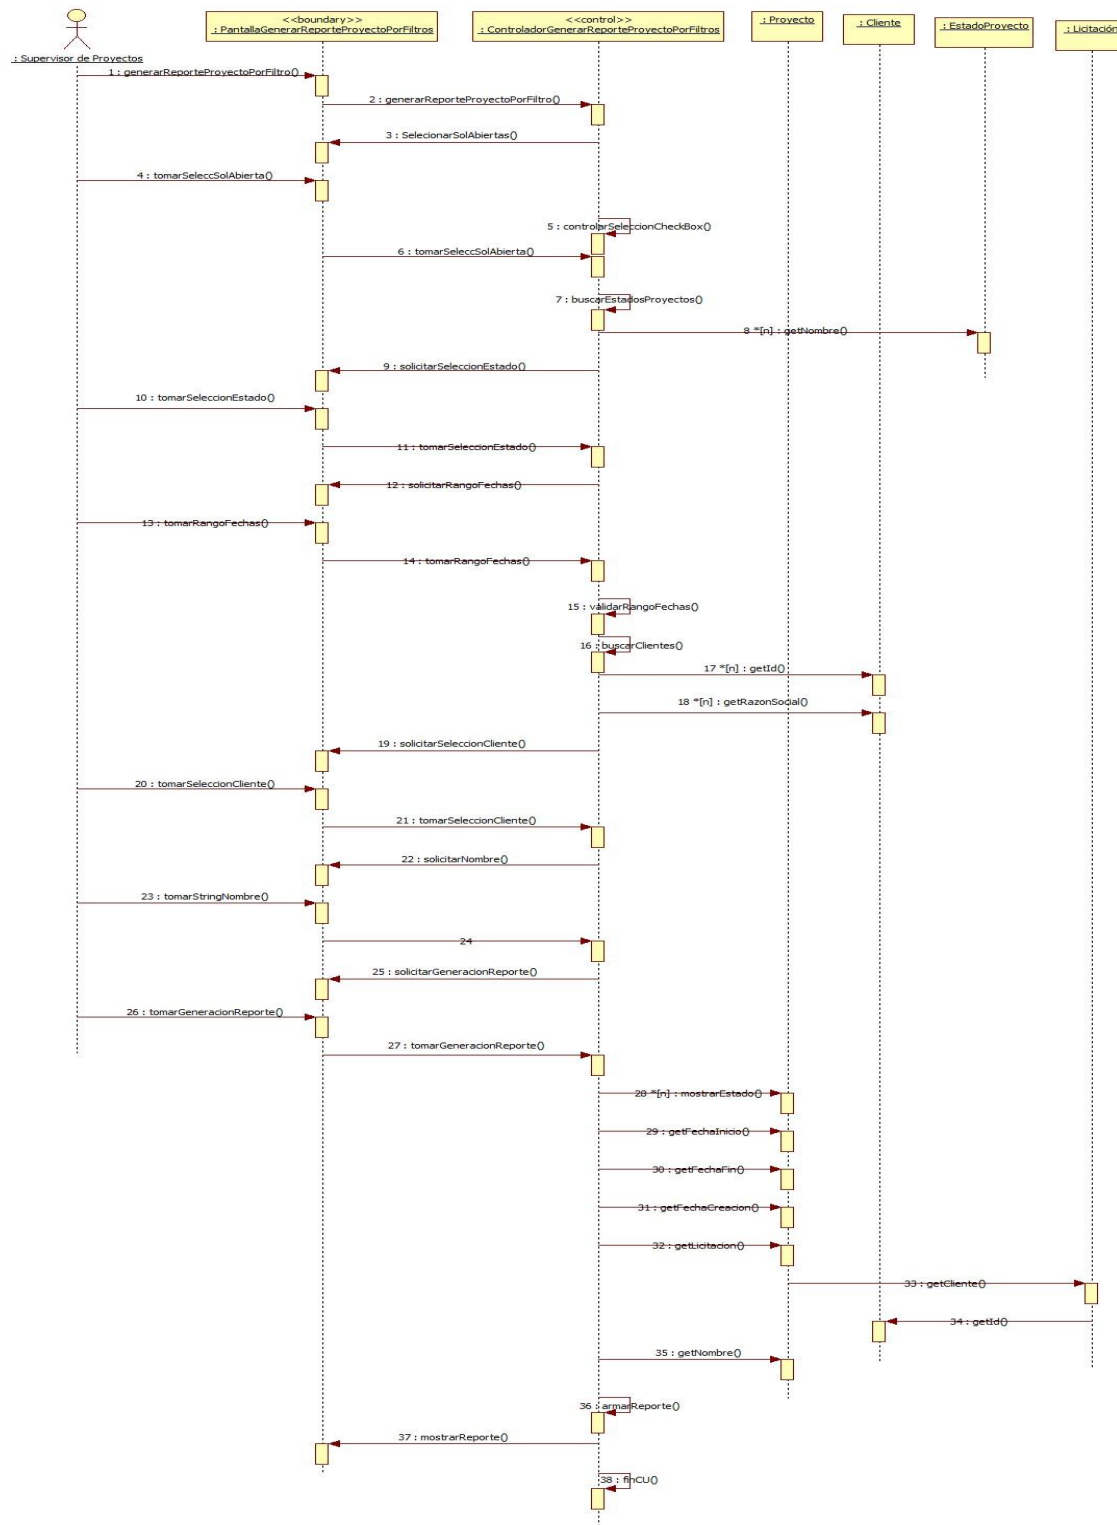 <<boundary>>
: PantallaGenerarReporteProyectoPorFiltros
<<control>>
: ControladorGenerarReporteProyectoPorFiltros
: Proyecto
: Cliente
: EstadoProyecto
: Licitación
: Supervisor de Proyectos
1 : generarReporteProyectoPorFiltro()
2 : generarReporteProyectoPorFiltro()
3 : SelecionarSolAbiertas()
4 : tomarSeleccSolAbierta()
5 : controlarSeleccionCheckBox()
6 : tomarSeleccSolAbierta()
7 : buscarEstadosProyectos()
8 *[n] : getNombre()
9 : solicitarSeleccionEstado()
10 : tomarSeleccionEstado()
11 : tomarSeleccionEstado()
12 : solicitarRangoFechas()
13 : tomarRangoFechas()
14 : tomarRangoFechas()
15 : validarRangoFechas()
16 : buscarClientes()
17 *[n] : getId()
18 *[n] : getRazonSocial()
19 : solicitarSeleccionCliente()
20 : tomarSeleccionCliente()
21 : tomarSeleccionCliente()
22 : solicitarNombre()
23 : tomarStringNombre()
24
25 : solicitarGeneracionReporte()
26 : tomarGeneracionReporte()
27 : tomarGeneracionReporte()
28 *[n] : mostrarEstado()
29 : getFechaInicio()
30 : getFechaFin()
31 : getFechaCreacion()
32 : getLicitacion()
33 : getCliente()
34 : getId()
35 : getNombre()
36 : armarReporte()
37 : mostrarReporte()
38 : finCU()